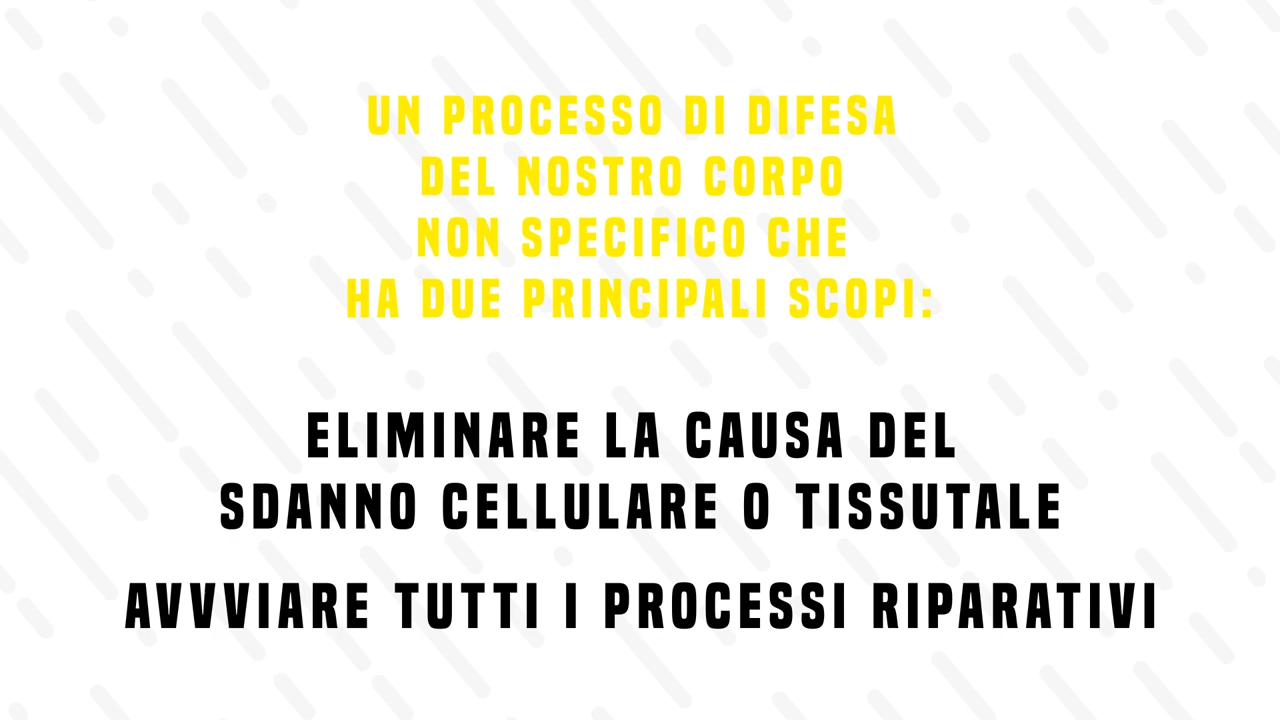 UN PROCESSO DI DIFESA
DEL NOSTRO CORPO
NON SPECIFICO CHE
HA DUE PRINCIPALI SCOPI:
ELIMINARE LA CAUSA DEL
SDANNO CELLULARE O TISSUTALE
AVVVIARE TUTTI I PROCESSI RIPARATIVI